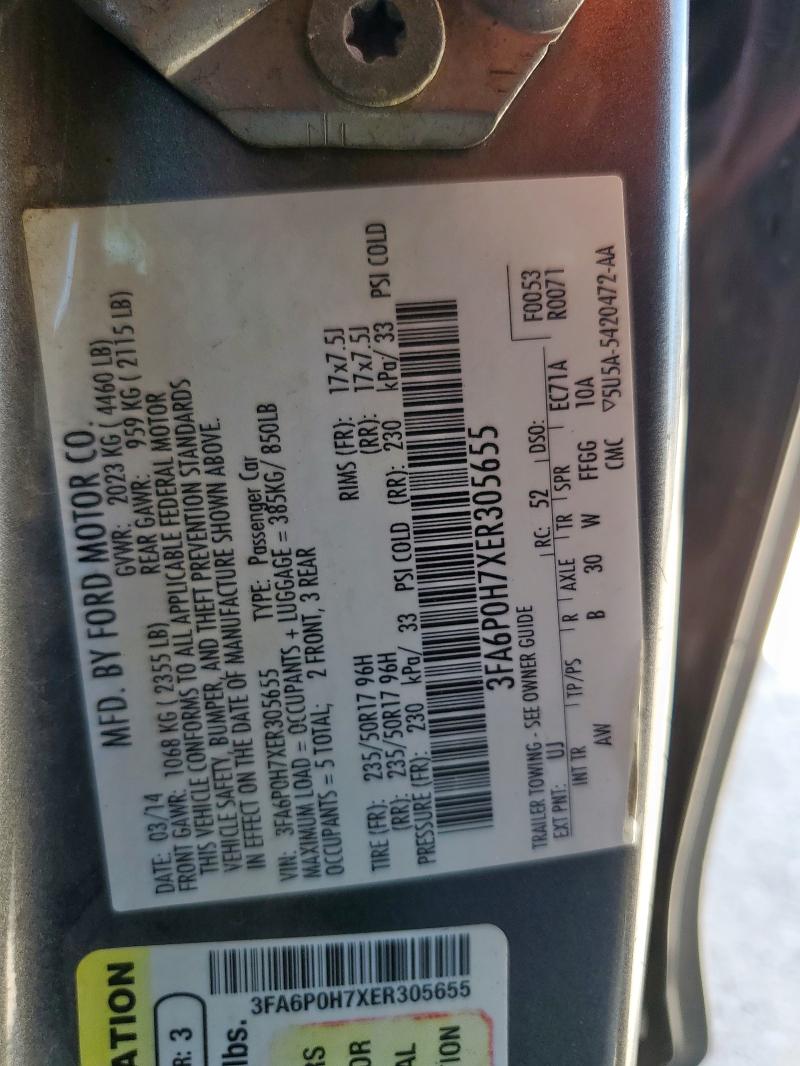 MFD. BY FORD MOTOR CO.
DATE: 03/14 GVWR: 2023 KG ( 4460 LB)
FRONT GAWR: 1068 KG ( 2355 LB) REAR GAWR: 959 KG ( 2115 LB)
THIS VEHICLE CONFORMS TO ALL APPLICABLE FEDERAL MOTOR
VEHICLE SAFETY, BUMPER, AND THEFT PREVENTION STANDARDS
IN EFFECT ON THE DATE OF MANUFACTURE SHOWN ABOVE.
VIN: 3FA6P0H7XER305655 TYPE: Passenger Car
MAXIMUM LOAD = OCCUPANTS + LUGGAGE = 385KG/ 850LB
OCCUPANTS = 5 TOTAL; 2 FRONT, 3 REAR
TIRE (FR): 235/50R17 96H RIMS (FR): 17x7.5J
(RR): 235/50R17 96H (RR): 17x7.5J
PRESSURE (FR): 230 kPa/ 33 PSI COLD (RR): 230 kPa/ 33 PSI COLD
3FA6P0H7XER305655
TRAILER TOWING - SEE OWNER GUIDE
F0053
EXT PNT: UJ RC: 52 DSO: R0071
INT TR TP/PS R AXLE TR SPR EC71A
AW B 30 W FFGG 10A
CMC ▽5U5A-5420472-AA
ATION
R: 3
3FA6P0H7XER305655
lbs.
RS
OR
AL
ION